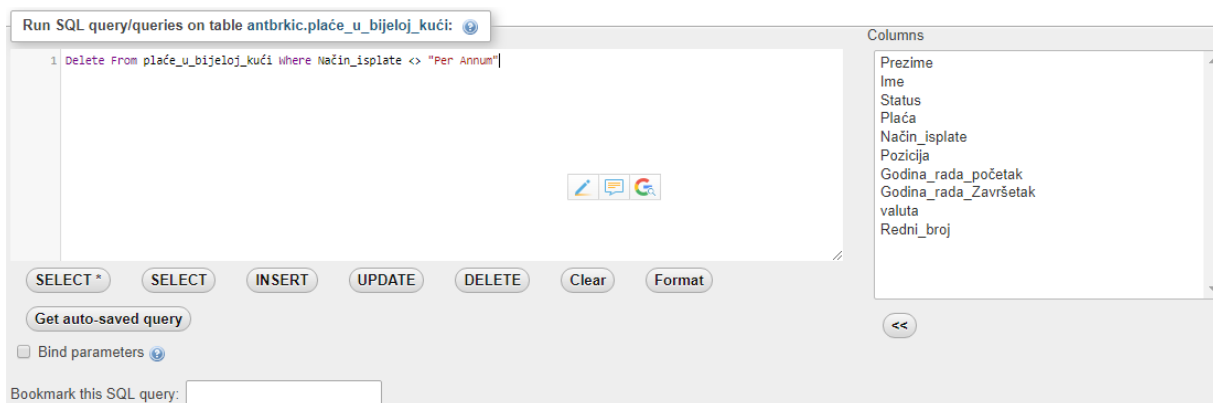 Run SQL query/queries on table antbrkic.plaće_u_bijeloj_kući:
Columns
1 Delete From plaće_u_bijeloj_kući Where Način_isplate <> "Per Annum"
Prezime
Ime
Status
Plaća
Način_isplate
Pozicija
Godina_rada_početak
Godina_rada_Završetak
valuta
Redni_broj
SELECT * SELECT INSERT UPDATE DELETE Clear Format
Get auto-saved query
<<
Bind parameters
Bookmark this SQL query: